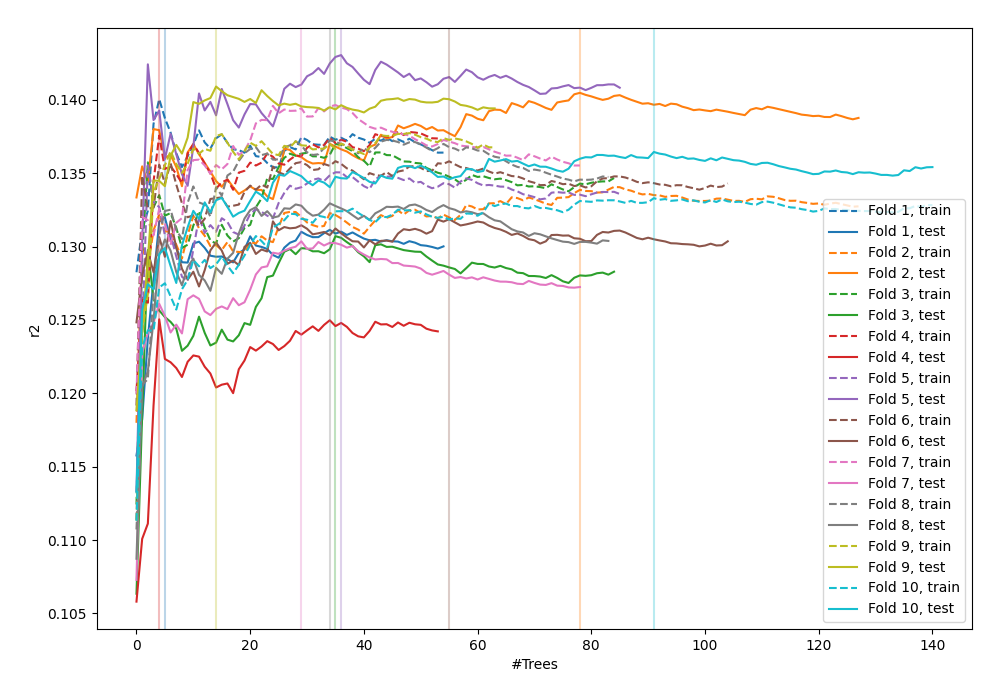 0.140
0.135
0.130
0.125
0.120
0.115
0.110
0.105
r2
0
20
40
60
80
100
120
140
#Trees
Fold 1, train
Fold 1, test
Fold 2, train
Fold 2, test
Fold 3, train
Fold 3, test
Fold 4, train
Fold 4, test
Fold 5, train
Fold 5, test
Fold 6, train
Fold 6, test
Fold 7, train
Fold 7, test
Fold 8, train
Fold 8, test
Fold 9, train
Fold 9, test
Fold 10, train
Fold 10, test